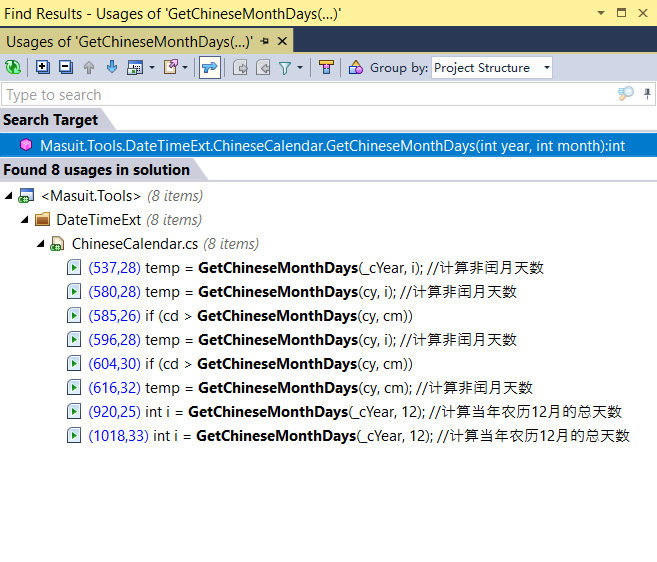 Find Results - Usages of 'GetChineseMonthDays(...)'
Usages of 'GetChineseMonthDays(...)'
Group by: Project Structure
Type to search
Search Target
Masuit.Tools.DateTimeExt.ChineseCalendar.GetChineseMonthDays(int year, int month):int
Found 8 usages in solution
<Masuit.Tools> (8 items)
DateTimeExt (8 items)
ChineseCalendar.cs (8 items)
(537,28) temp = GetChineseMonthDays(_cYear, i); //计算非闰月天数
(580,28) temp = GetChineseMonthDays(cy, i); //计算非闰月天数
(585,26) if (cd > GetChineseMonthDays(cy, cm))
(596,28) temp = GetChineseMonthDays(cy, i); //计算非闰月天数
(604,30) if (cd > GetChineseMonthDays(cy, cm))
(616,32) temp = GetChineseMonthDays(cy, cm); //计算非闰月天数
(920,25) int i = GetChineseMonthDays(_cYear, 12); //计算当年农历12月的总天数
(1018,33) int i = GetChineseMonthDays(_cYear, 12); //计算当年农历12月的总天数